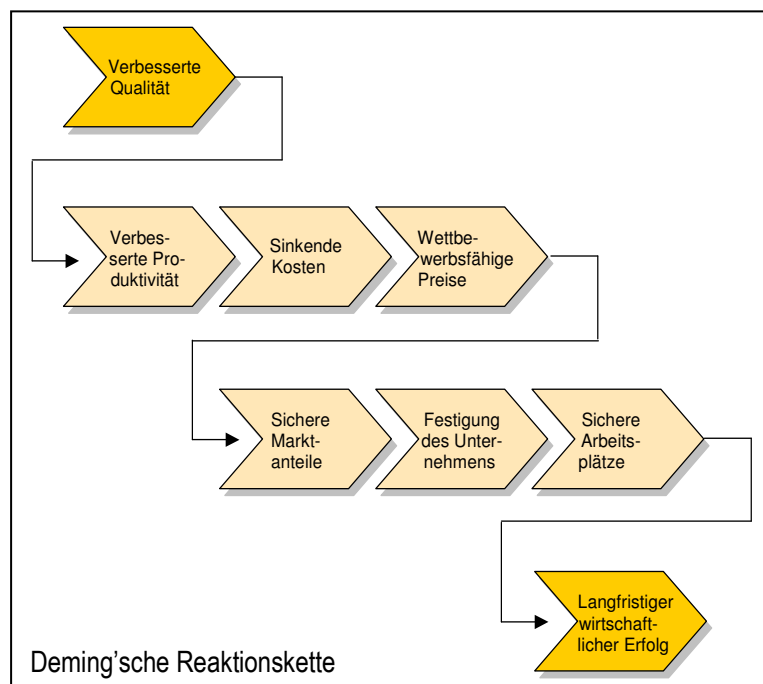 Verbesserte
Qualität
Verbes-
serte Pro-
duktivität
Sinkende
Kosten
Wettbe-
werbsfähige
Preise
Sichere
Markt-
anteile
Festigung
des Unter-
nehmens
Sichere
Arbeits-
plätze
Langfristiger
wirtschaft-
licher Erfolg
Deming'sche Reaktionskette